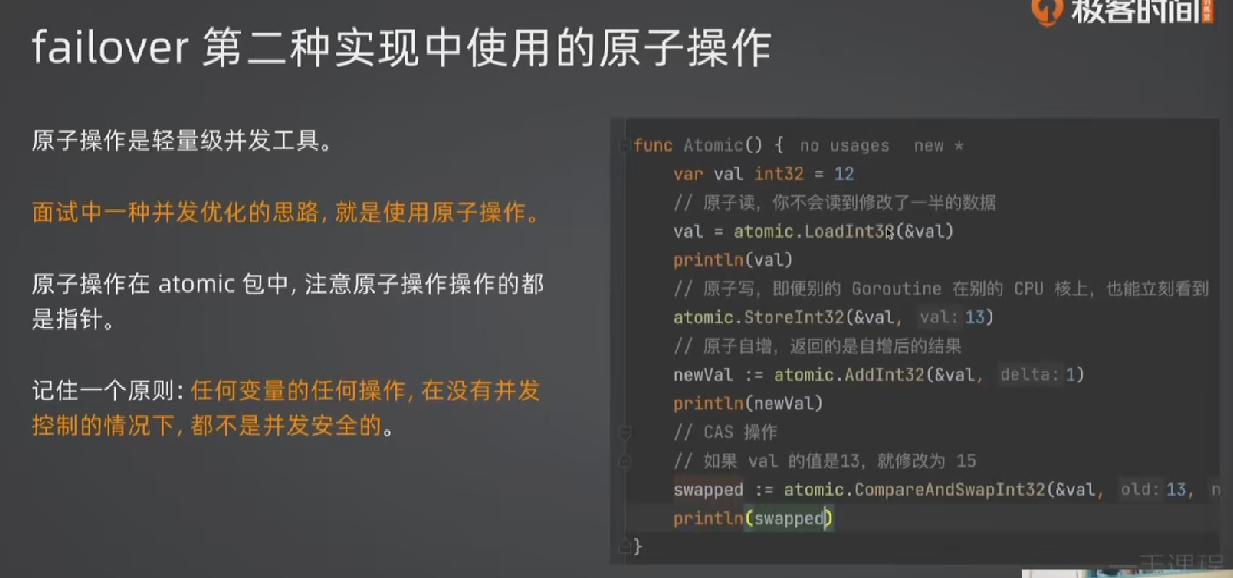 极客时间
failover 第二种实现中使用的原子操作
原子操作是轻量级并发工具。
面试中一种并发优化的思路, 就是使用原子操作。
原子操作在 atomic 包中, 注意原子操作操作的都
是指针。
记住一个原则: 任何变量的任何操作, 在没有并发
控制的情况下, 都不是并发安全的。
func Atomic() { no usages new *
var val int32 = 12
// 原子读，你不会读到修改了一半的数据
val = atomic.LoadInt32(&val)
println(val)
// 原子写，即便别的 Goroutine 在别的 CPU 核上，也能立刻看到
atomic.StoreInt32(&val, val: 13)
// 原子自增，返回的是自增后的结果
newVal := atomic.AddInt32(&val, delta: 1)
println(newVal)
// CAS 操作
// 如果 val 的值是13，就修改为 15
swapped := atomic.CompareAndSwapInt32(&val, old: 13, n
println(swapped)
}